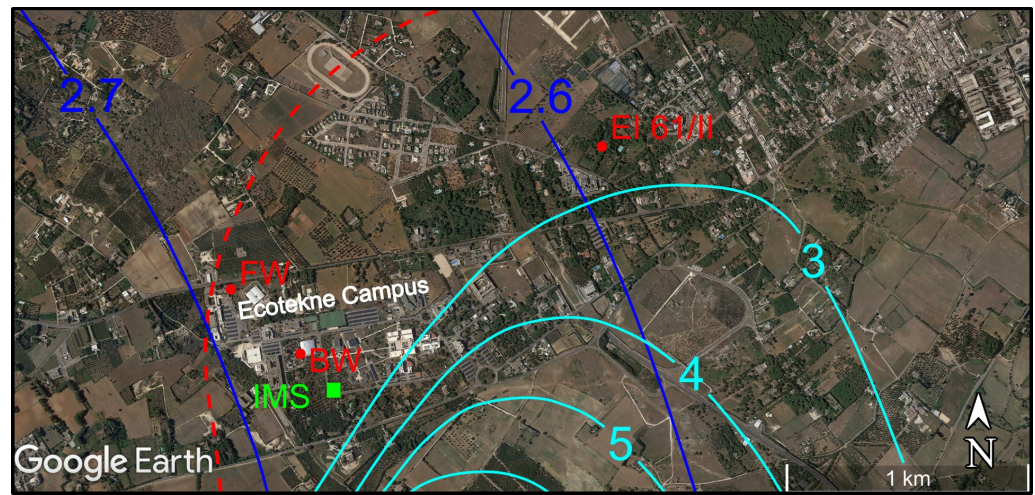 2.7
2.6
EI 61/II
3
FW
Ecotekne Campus
BW
4
IMS
5
Google Earth
N
1 km